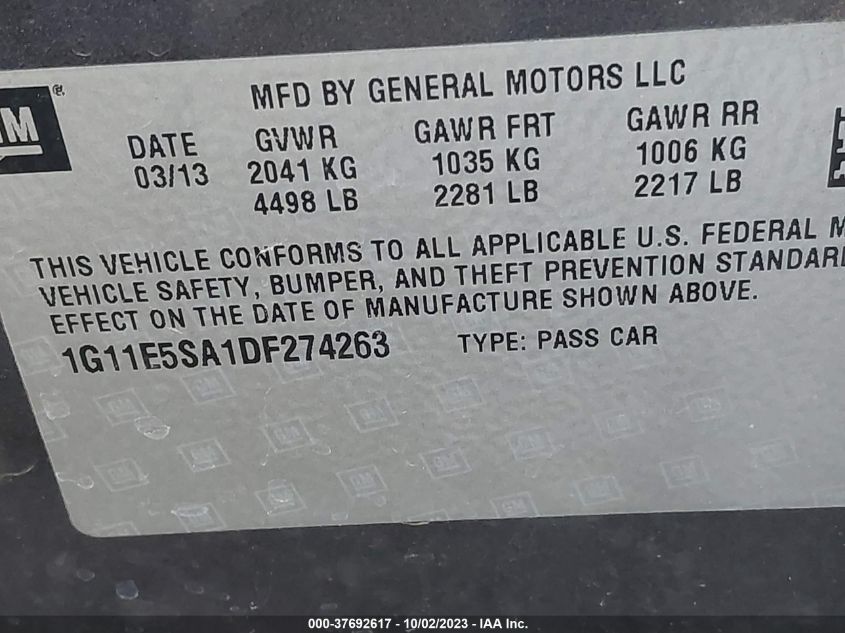 GM ®
MFD BY GENERAL MOTORS LLC
DATE GVWR GAWR FRT GAWR RR
03/13 2041 KG 1035 KG 1006 KG
4498 LB 2281 LB 2217 LB
THIS VEHICLE CONFORMS TO ALL APPLICABLE U.S. FEDERAL M
VEHICLE SAFETY, BUMPER, AND THEFT PREVENTION STANDAR
EFFECT ON THE DATE OF MANUFACTURE SHOWN ABOVE.
1G11E5SA1DF274263 TYPE: PASS CAR
000-37692617 - 10/02/2023 - IAA Inc.